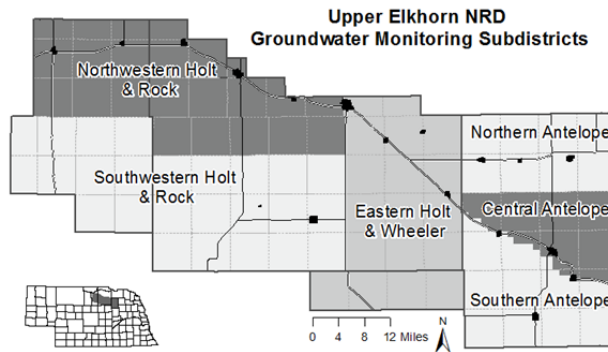 Upper Elkhorn NRD
Groundwater Monitoring Subdistricts
Northwestern Holt
& Rock
Northern Antelope
Southwestern Holt
& Rock
Eastern Holt
& Wheeler
Central Antelope
Southern Antelope
N
0 4 8 12 Miles